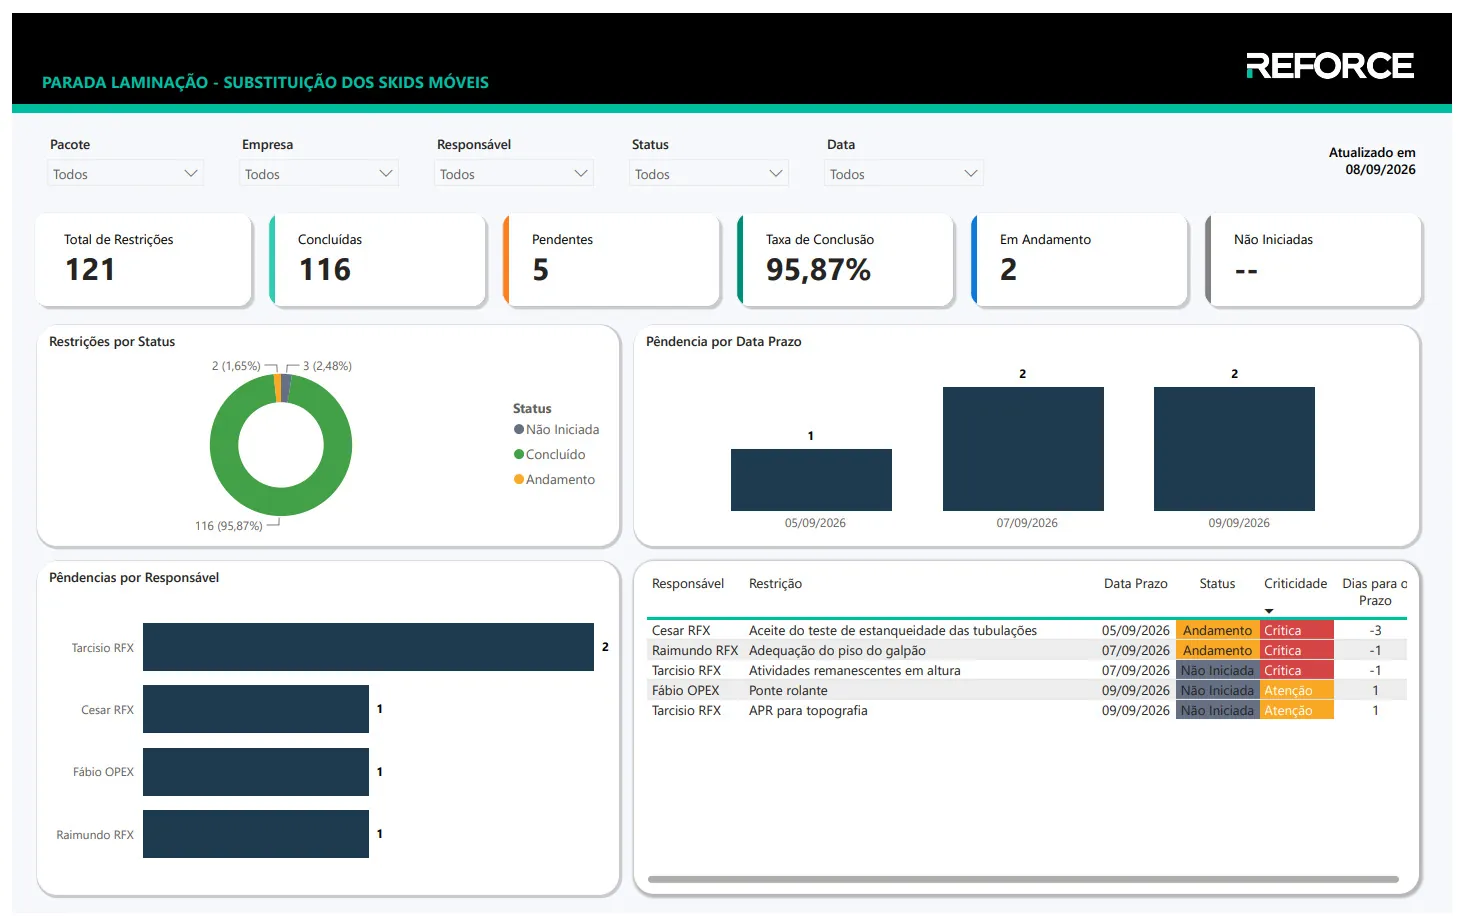 REFORCE
PARADA LAMINAÇÃO - SUBSTITUIÇÃO DOS SKIDS MÓVEIS
Pacote
Todos
Empresa
Todos
Responsável
Todos
Status
Todos
Data
Todos
Atualizado em
08/09/2026
Total de Restrições
121
Concluídas
116
Pendentes
5
Taxa de Conclusão
95,87%
Em Andamento
2
Não Iniciadas
--
Restrições por Status
2 (1,65%)
3 (2,48%)
116 (95,87%)
Status
Não Iniciada
Concluído
Andamento
Pêndencia por Data Prazo
1
2
2
05/09/2026
07/09/2026
09/09/2026
Pêndencias por Responsável
Tarcisio RFX 2
Cesar RFX 1
Fábio OPEX 1
Raimundo RFX 1
Responsável Restrição Data Prazo Status Criticidade Dias para o
Prazo
Cesar RFX Aceite do teste de estanqueidade das tubulações 05/09/2026 Andamento Critica -3
Raimundo RFX Adequação do piso do galpão 07/09/2026 Andamento Critica -1
Tarcisio RFX Atividades remanescentes em altura 07/09/2026 Não Iniciada Critica -1
Fábio OPEX Ponte rolante 09/09/2026 Não Iniciada Atenção 1
Tarcisio RFX APR para topografia 09/09/2026 Não Iniciada Atenção 1